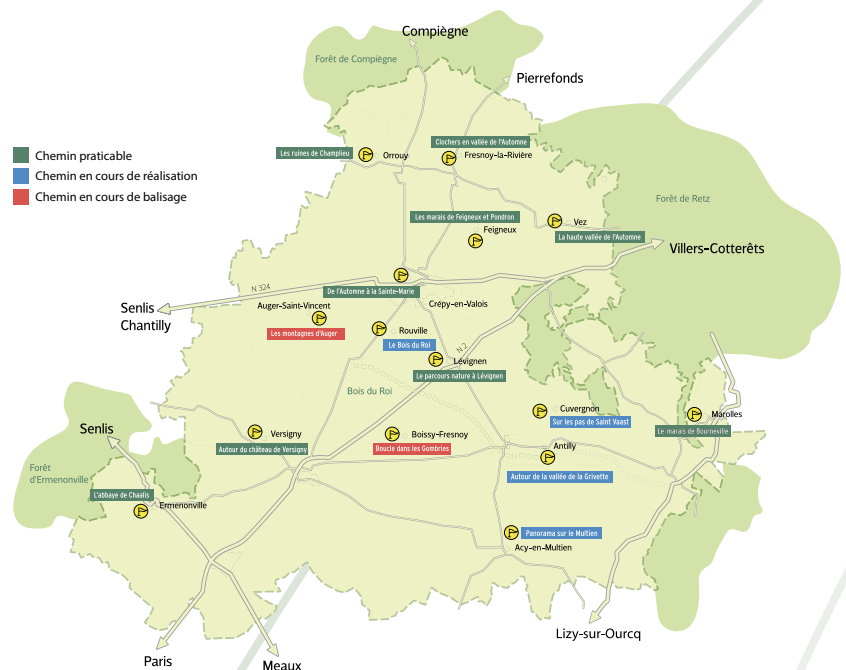 Compiègne
Forêt de Compiègne
Pierrefonds
Chemin praticable
Chemin en cours de réalisation
Chemin en cours de balisage
Les ruines de Champlieu
Orrouy
Clochers en vallée de l'Automne
Fresnoy-la-Rivière
Forêt de Retz
Les marais de Feigneux et Pondron
Feigneux
Vez
La haute vallée de l'Automne
Villers-Cotterêts
N 324
De l'Automne à la Sainte-Marie
Senlis
Chantilly
Auger-Saint-Vincent
Crépy-en-Valois
Les montagnes d'Auger
Rouville
Le Bois du Roi
N 2
Lévignen
Le parcours nature à Lévignen
Bois du Roi
Cuvergnon
Sur les pas de Saint Vaast
Marolles
Le marais de Bourneville
Senlis
Versigny
Autour du château de Versigny
Boissy-Fresnoy
Boucle dans les Gombries
Antilly
Autour de la vallée de la Grivette
Forêt
d'Ermenonville
L'abbaye de Chaalis
Ermenonville
Panorama sur le Multien
Acy-en-Multien
Lizy-sur-Ourcq
Paris
Meaux